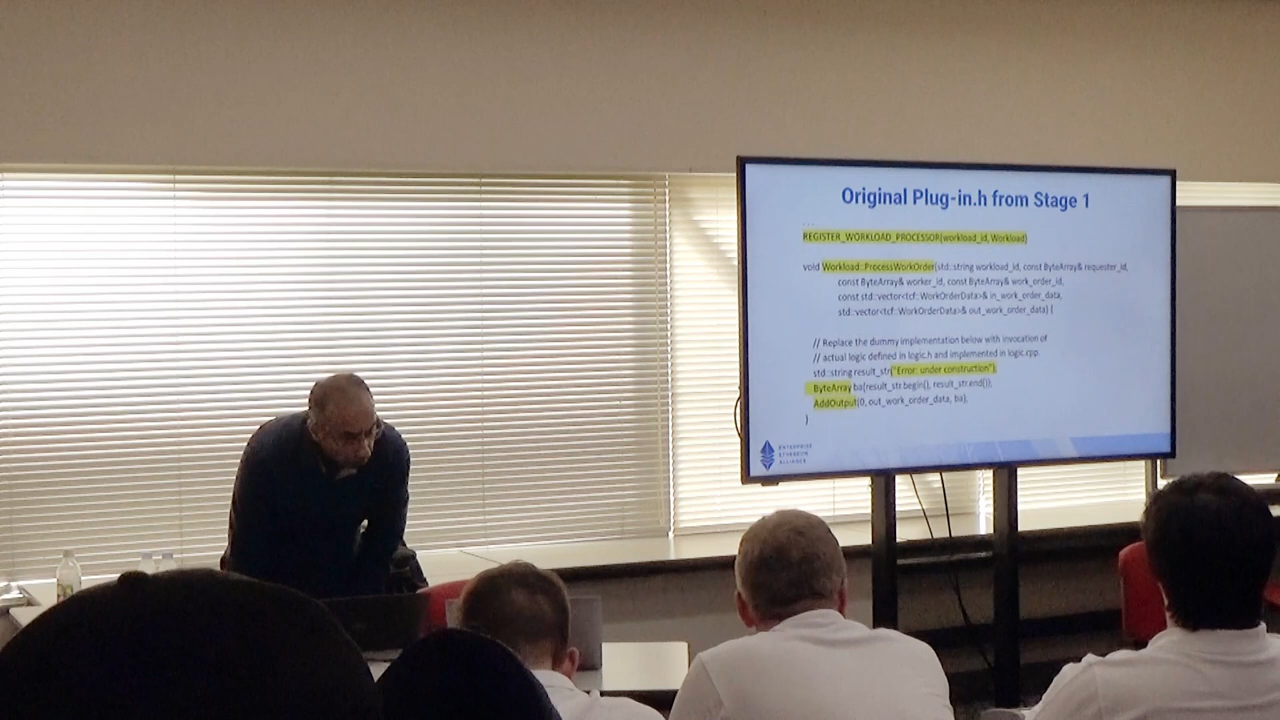 Original Plug-in.h from Stage 1
...
REGISTER_WORKLOAD_PROCESSOR(workload_id, Workload)
void Workload::ProcessWorkOrder(std::string workload_id, const ByteArray& requester_id,
const ByteArray& worker_id, const ByteArray& work_order_id,
const std::vector<tcf::WorkOrderData>& in_work_order_data,
std::vector<tcf::WorkOrderData>& out_work_order_data) {
// Replace the dummy implementation below with invocation of
// actual logic defined in logic.h and implemented in logic.cpp.
std::string result_str("Error: under construction");
ByteArray ba(result_str.begin(), result_str.end());
AddOutput(0, out_work_order_data, ba);
}
ENTERPRISE
ETHEREUM
ALLIANCE